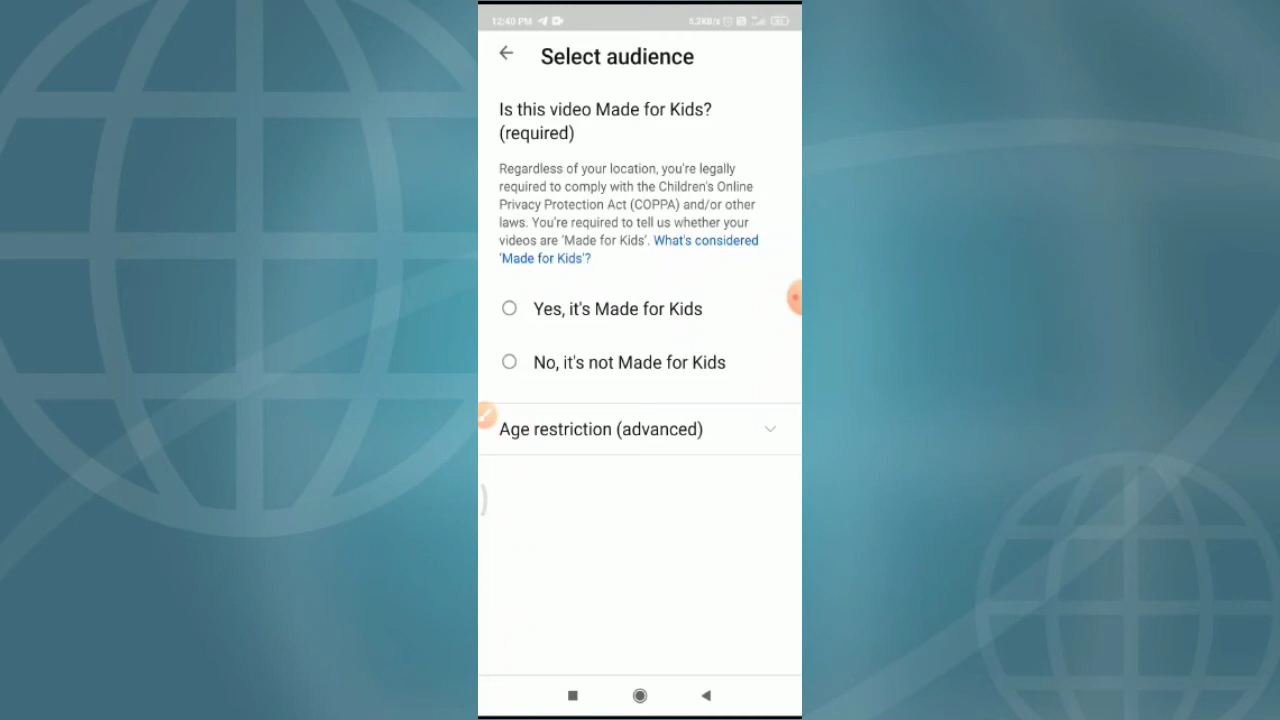 12:40 PM 5.2KB/s
Select audience
Is this video Made for Kids?
(required)
Regardless of your location, you're legally
required to comply with the Children's Online
Privacy Protection Act (COPPA) and/or other
laws. You're required to tell us whether your
videos are 'Made for Kids'. What's considered
'Made for Kids'?
Yes, it's Made for Kids
No, it's not Made for Kids
Age restriction (advanced)